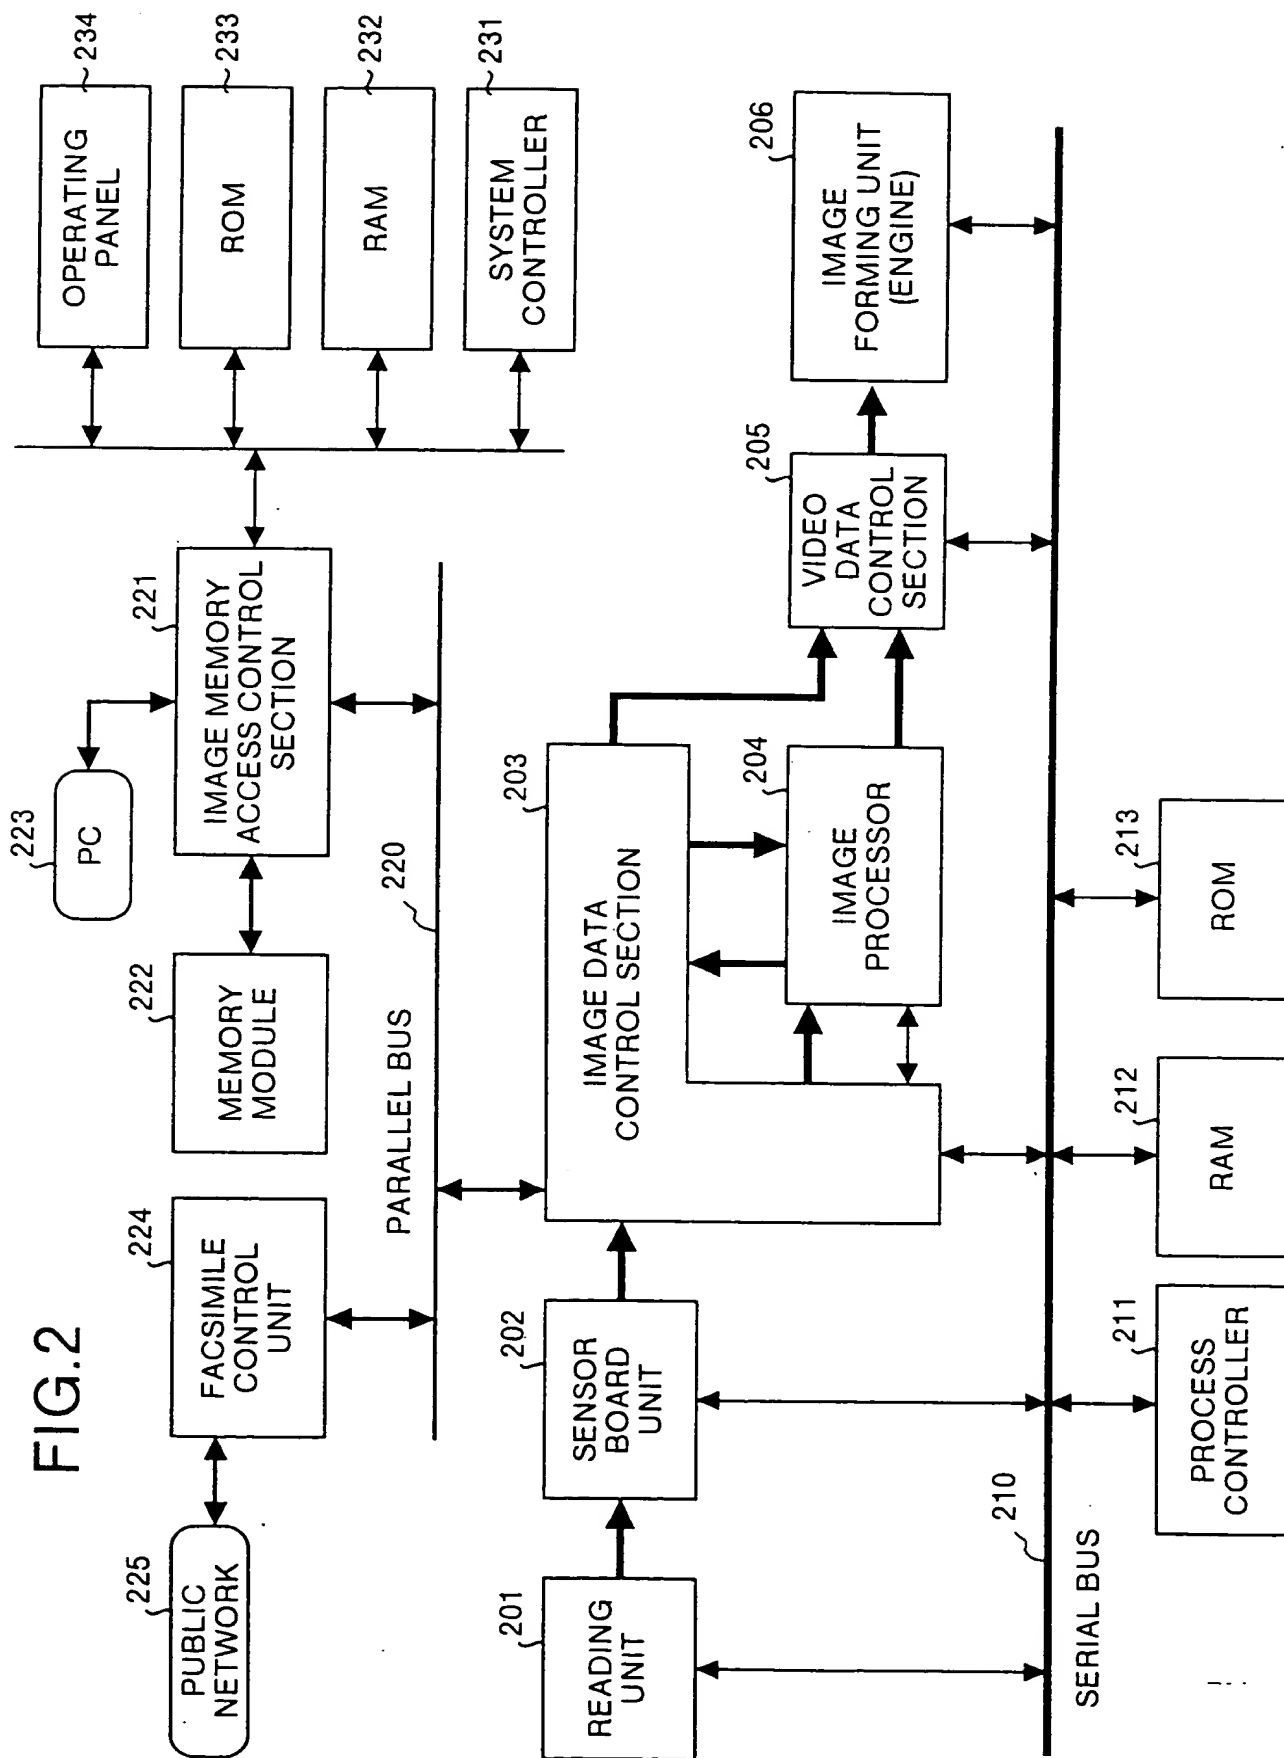 FIG.2
225
PUBLIC
NETWORK
224
FACSIMILE
CONTROL
UNIT
222
MEMORY
MODULE
223
PC
221
IMAGE MEMORY
ACCESS CONTROL
SECTION
OPERATING
PANEL
234
ROM
233
RAM
232
SYSTEM
CONTROLLER
231
PARALLEL BUS
220
201
READING
UNIT
202
SENSOR
BOARD
UNIT
203
IMAGE DATA
CONTROL SECTION
204
IMAGE
PROCESSOR
205
VIDEO
DATA
CONTROL
SECTION
206
IMAGE
FORMING UNIT
(ENGINE)
SERIAL BUS
210
211
PROCESS
CONTROLLER
212
RAM
213
ROM